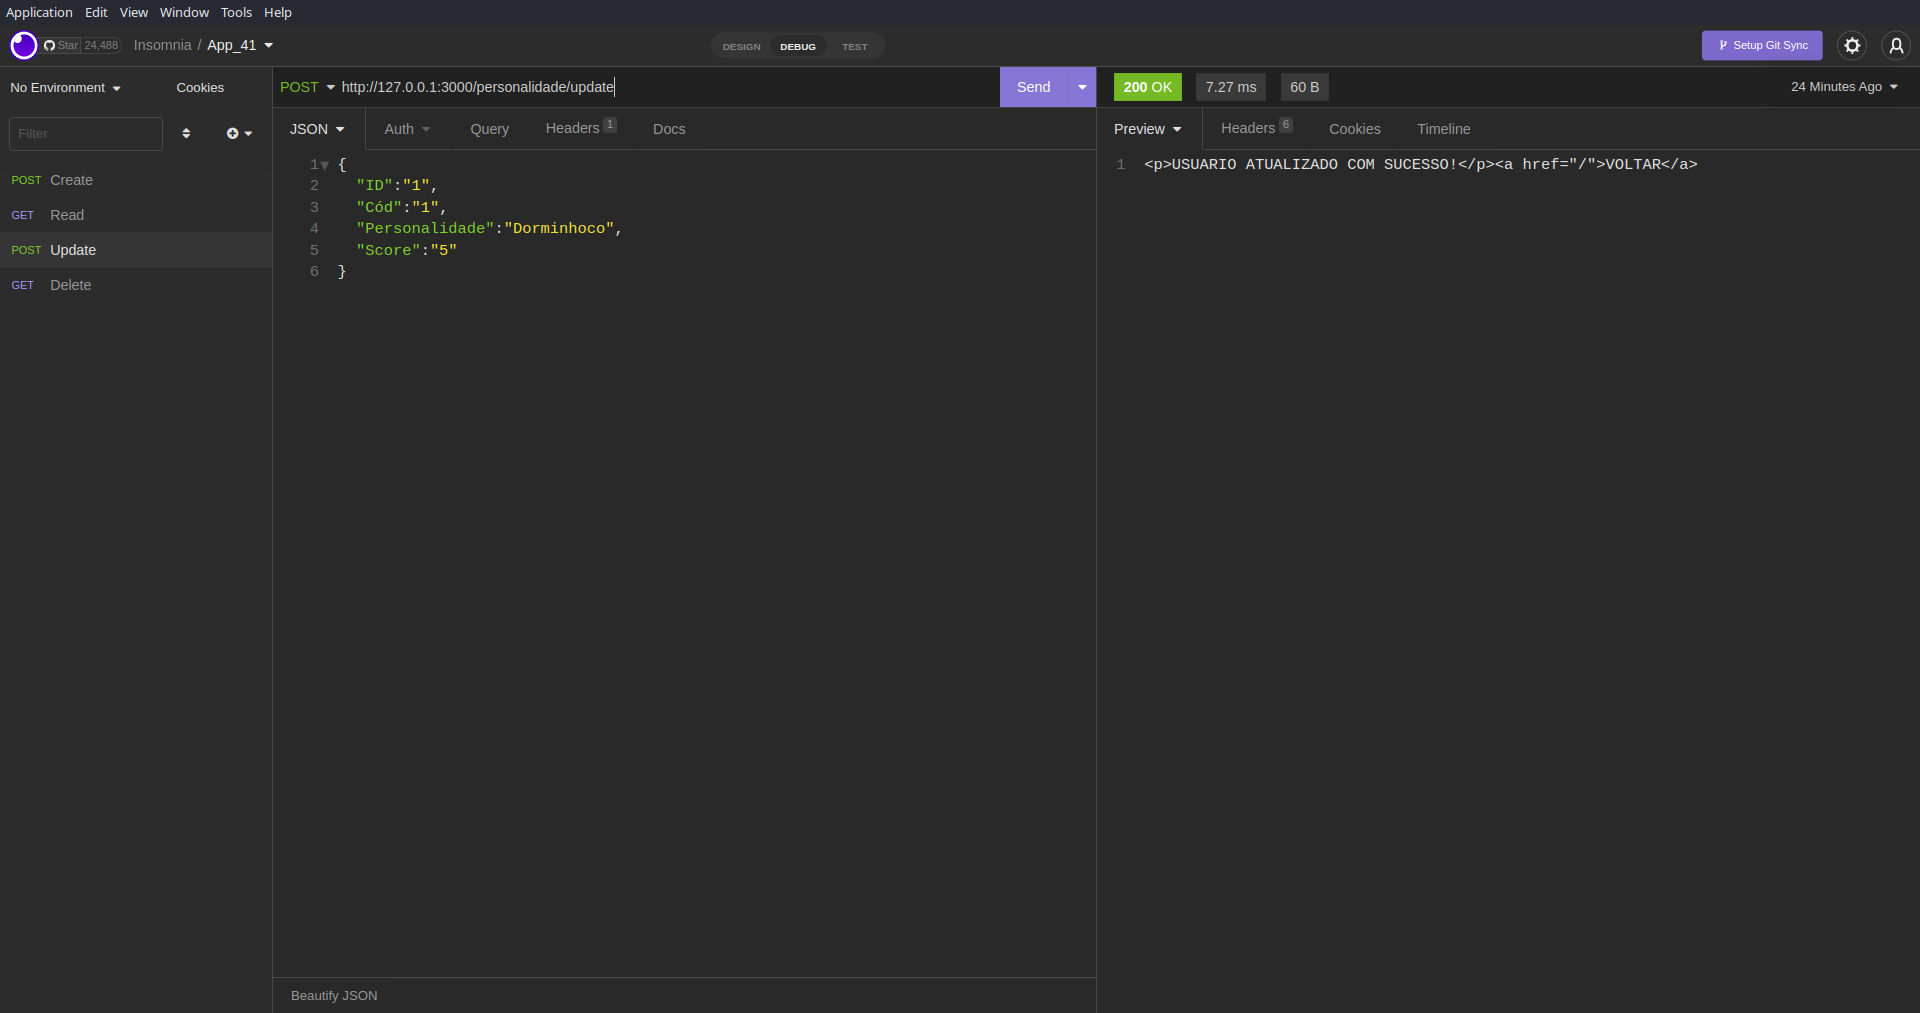 Application Edit View Window Tools Help
Star 24,488 Insomnia / App_41 DESIGN DEBUG TEST Setup Git Sync
No Environment Cookies
Filter
POST Create
GET Read
POST Update
GET Delete
POST http://127.0.0.1:3000/personalidade/update Send
JSON Auth Query Headers 1 Docs
1 {
2 "ID":"1",
3 "Cód":"1",
4 "Personalidade":"Dorminhoco",
5 "Score":"5"
6 }
Beautify JSON
200 OK 7.27 ms 60 B 24 Minutes Ago
Preview Headers 6 Cookies Timeline
1 <p>USUARIO ATUALIZADO COM SUCESSO!</p><a href="/">VOLTAR</a>